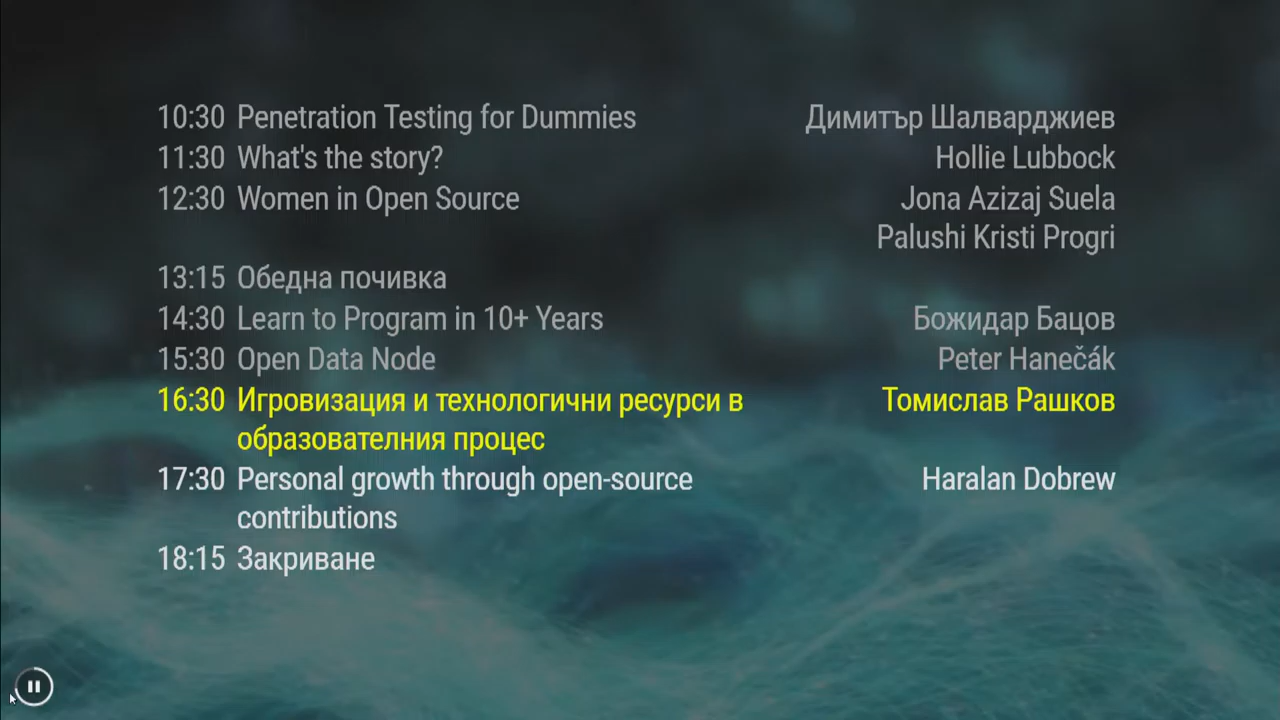 10:30 Penetration Testing for Dummies Димитър Шалварджиев
11:30 What's the story? Hollie Lubbock
12:30 Women in Open Source Jona Azizaj Suela
Palushi Kristi Progri
13:15 Обедна почивка
14:30 Learn to Program in 10+ Years Божидар Бацов
15:30 Open Data Node Peter Hanečák
16:30 Игровизация и технологични ресурси в Томислав Рашков
образователния процес
17:30 Personal growth through open-source Haralan Dobrew
contributions
18:15 Закриване